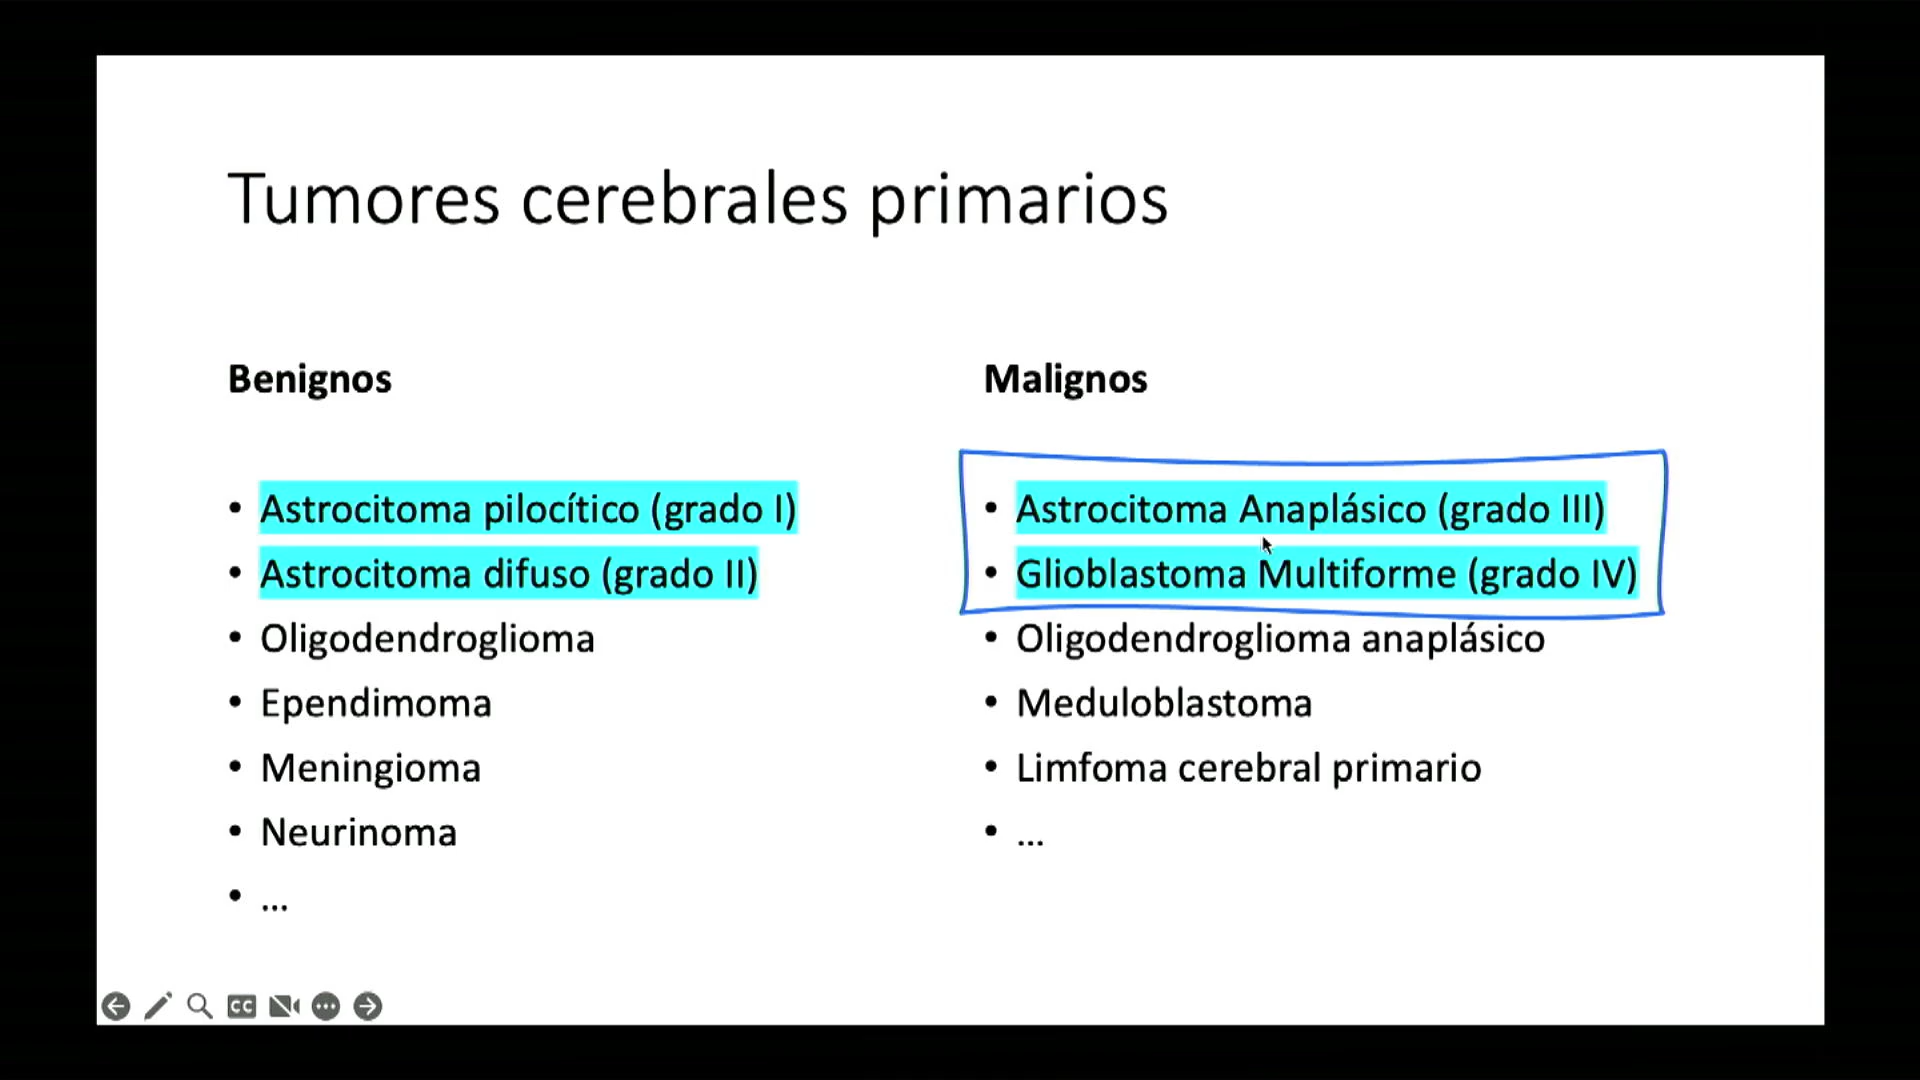 Tumores cerebrales primarios
Benignos
• Astrocitoma pilocítico (grado I)
• Astrocitoma difuso (grado II)
• Oligodendroglioma
• Ependimoma
• Meningioma
• Neurinoma
• ...
Malignos
• Astrocitoma Anaplásico (grado III)
• Glioblastoma Multiforme (grado IV)
• Oligodendroglioma anaplásico
• Meduloblastoma
• Limfoma cerebral primario
• ...
CC